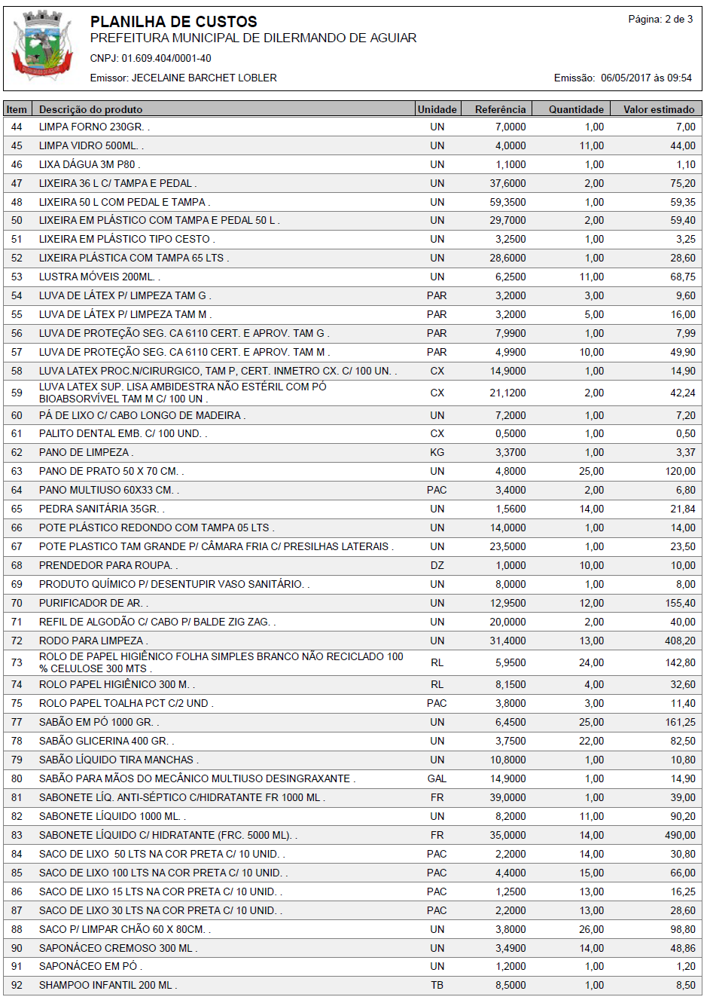 PLANILHA DE CUSTOS
Página: 2 de 3
PREFEITURA MUNICIPAL DE DILERMANDO DE AGUIAR
CNPJ: 01.609.404/0001-40
Emissor: JECELAINE BARCHET LOBLER
Emissão: 06/05/2017 às 09:54
Item Descrição do produto Unidade Referência Quantidade Valor estimado
44 LIMPA FORNO 230GR. . UN 7,0000 1,00 7,00
45 LIMPA VIDRO 500ML. . UN 4,0000 11,00 44,00
46 LIXA DÁGUA 3M P80 . UN 1,1000 1,00 1,10
47 LIXEIRA 36 L C/ TAMPA E PEDAL . UN 37,6000 2,00 75,20
48 LIXEIRA 50 L COM PEDAL E TAMPA . UN 59,3500 1,00 59,35
50 LIXEIRA EM PLÁSTICO COM TAMPA E PEDAL 50 L . UN 29,7000 2,00 59,40
51 LIXEIRA EM PLÁSTICO TIPO CESTO . UN 3,2500 1,00 3,25
52 LIXEIRA PLÁSTICA COM TAMPA 65 LTS . UN 28,6000 1,00 28,60
53 LUSTRA MÓVEIS 200ML. . UN 6,2500 11,00 68,75
54 LUVA DE LÁTEX P/ LIMPEZA TAM G . PAR 3,2000 3,00 9,60
55 LUVA DE LÁTEX P/ LIMPEZA TAM M . PAR 3,2000 5,00 16,00
56 LUVA DE PROTEÇÃO SEG. CA 6110 CERT. E APROV. TAM G . PAR 7,9900 1,00 7,99
57 LUVA DE PROTEÇÃO SEG. CA 6110 CERT. E APROV. TAM M . PAR 4,9900 10,00 49,90
58 LUVA LATEX PROC.N/CIRURGICO, TAM P, CERT. INMETRO CX. C/ 100 UN. . CX 14,9000 1,00 14,90
59 LUVA LATEX SUP. LISA AMBIDESTRA NÃO ESTÉRIL COM PÓ
BIOABSORVÍVEL TAM M C/ 100 UN . CX 21,1200 2,00 42,24
60 PÁ DE LIXO C/ CABO LONGO DE MADEIRA . UN 7,2000 1,00 7,20
61 PALITO DENTAL EMB. C/ 100 UND. . CX 0,5000 1,00 0,50
62 PANO DE LIMPEZA . KG 3,3700 1,00 3,37
63 PANO DE PRATO 50 X 70 CM. . UN 4,8000 25,00 120,00
64 PANO MULTIUSO 60X33 CM. . PAC 3,4000 2,00 6,80
65 PEDRA SANITÁRIA 35GR. . UN 1,5600 14,00 21,84
66 POTE PLÁSTICO REDONDO COM TAMPA 05 LTS . UN 14,0000 1,00 14,00
67 POTE PLASTICO TAM GRANDE P/ CÂMARA FRIA C/ PRESILHAS LATERAIS . UN 23,5000 1,00 23,50
68 PRENDEDOR PARA ROUPA. . DZ 1,0000 10,00 10,00
69 PRODUTO QUÍMICO P/ DESENTUPIR VASO SANITÁRIO. . UN 8,0000 1,00 8,00
70 PURIFICADOR DE AR. . UN 12,9500 12,00 155,40
71 REFIL DE ALGODÃO C/ CABO P/ BALDE ZIG ZAG. . UN 20,0000 2,00 40,00
72 RODO PARA LIMPEZA . UN 31,4000 13,00 408,20
73 ROLO DE PAPEL HIGIÊNICO FOLHA SIMPLES BRANCO NÃO RECICLADO 100
% CELULOSE 300 MTS . RL 5,9500 24,00 142,80
74 ROLO PAPEL HIGIÊNICO 300 M. . RL 8,1500 4,00 32,60
75 ROLO PAPEL TOALHA PCT C/2 UND . PAC 3,8000 3,00 11,40
77 SABÃO EM PÓ 1000 GR. . UN 6,4500 25,00 161,25
78 SABÃO GLICERINA 400 GR. . UN 3,7500 22,00 82,50
79 SABÃO LÍQUIDO TIRA MANCHAS . UN 10,8000 1,00 10,80
80 SABÃO PARA MÃOS DO MECÂNICO MULTIUSO DESINGRAXANTE . GAL 14,9000 1,00 14,90
81 SABONETE LÍQ. ANTI-SÉPTICO C/HIDRATANTE FR 1000 ML . FR 39,0000 1,00 39,00
82 SABONETE LÍQUIDO 1000 ML. . UN 8,2000 11,00 90,20
83 SABONETE LÍQUIDO C/ HIDRATANTE (FRC. 5000 ML). . FR 35,0000 14,00 490,00
84 SACO DE LIXO  50 LTS NA COR PRETA C/ 10 UNID. . PAC 2,2000 14,00 30,80
85 SACO DE LIXO 100 LTS NA COR PRETA C/ 10 UNID. . PAC 4,4000 15,00 66,00
86 SACO DE LIXO 15 LTS NA COR PRETA C/ 10 UNID. . PAC 1,2500 13,00 16,25
87 SACO DE LIXO 30 LTS NA COR PRETA C/ 10 UNID. . PAC 2,2000 13,00 28,60
88 SACO P/ LIMPAR CHÃO 60 X 80CM. . UN 3,8000 26,00 98,80
90 SAPONÁCEO CREMOSO 300 ML . UN 3,4900 14,00 48,86
91 SAPONÁCEO EM PÓ . UN 1,2000 1,00 1,20
92 SHAMPOO INFANTIL 200 ML . TB 8,5000 1,00 8,50